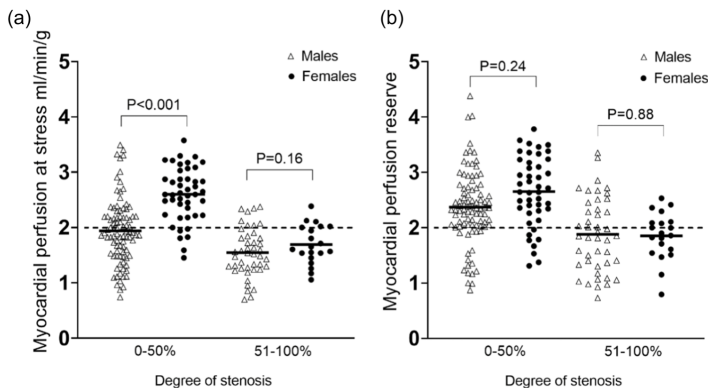 (a)
Myocardial perfusion at stress ml/min/g
5
4
3
2
1
0
△ Males
● Females
P<0.001
P=0.16
0-50%
51-100%
Degree of stenosis
(b)
Myocardial perfusion reserve
5
4
3
2
1
0
△ Males
● Females
P=0.24
P=0.88
0-50%
51-100%
Degree of stenosis